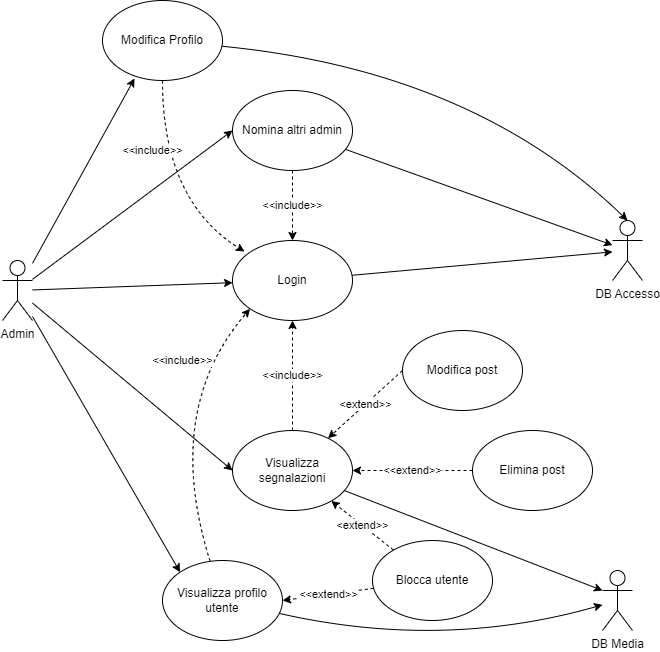 Modifica Profilo
Nomina altri admin
<<include>>
<<include>>
Login
DB Accesso
Admin
<<include>>
<<include>>
Modifica post
<extend>>
Visualizza
segnalazioni
<<extend>>
Elimina post
<extend>>
Visualizza profilo
utente
<<extend>>
Blocca utente
DB Media